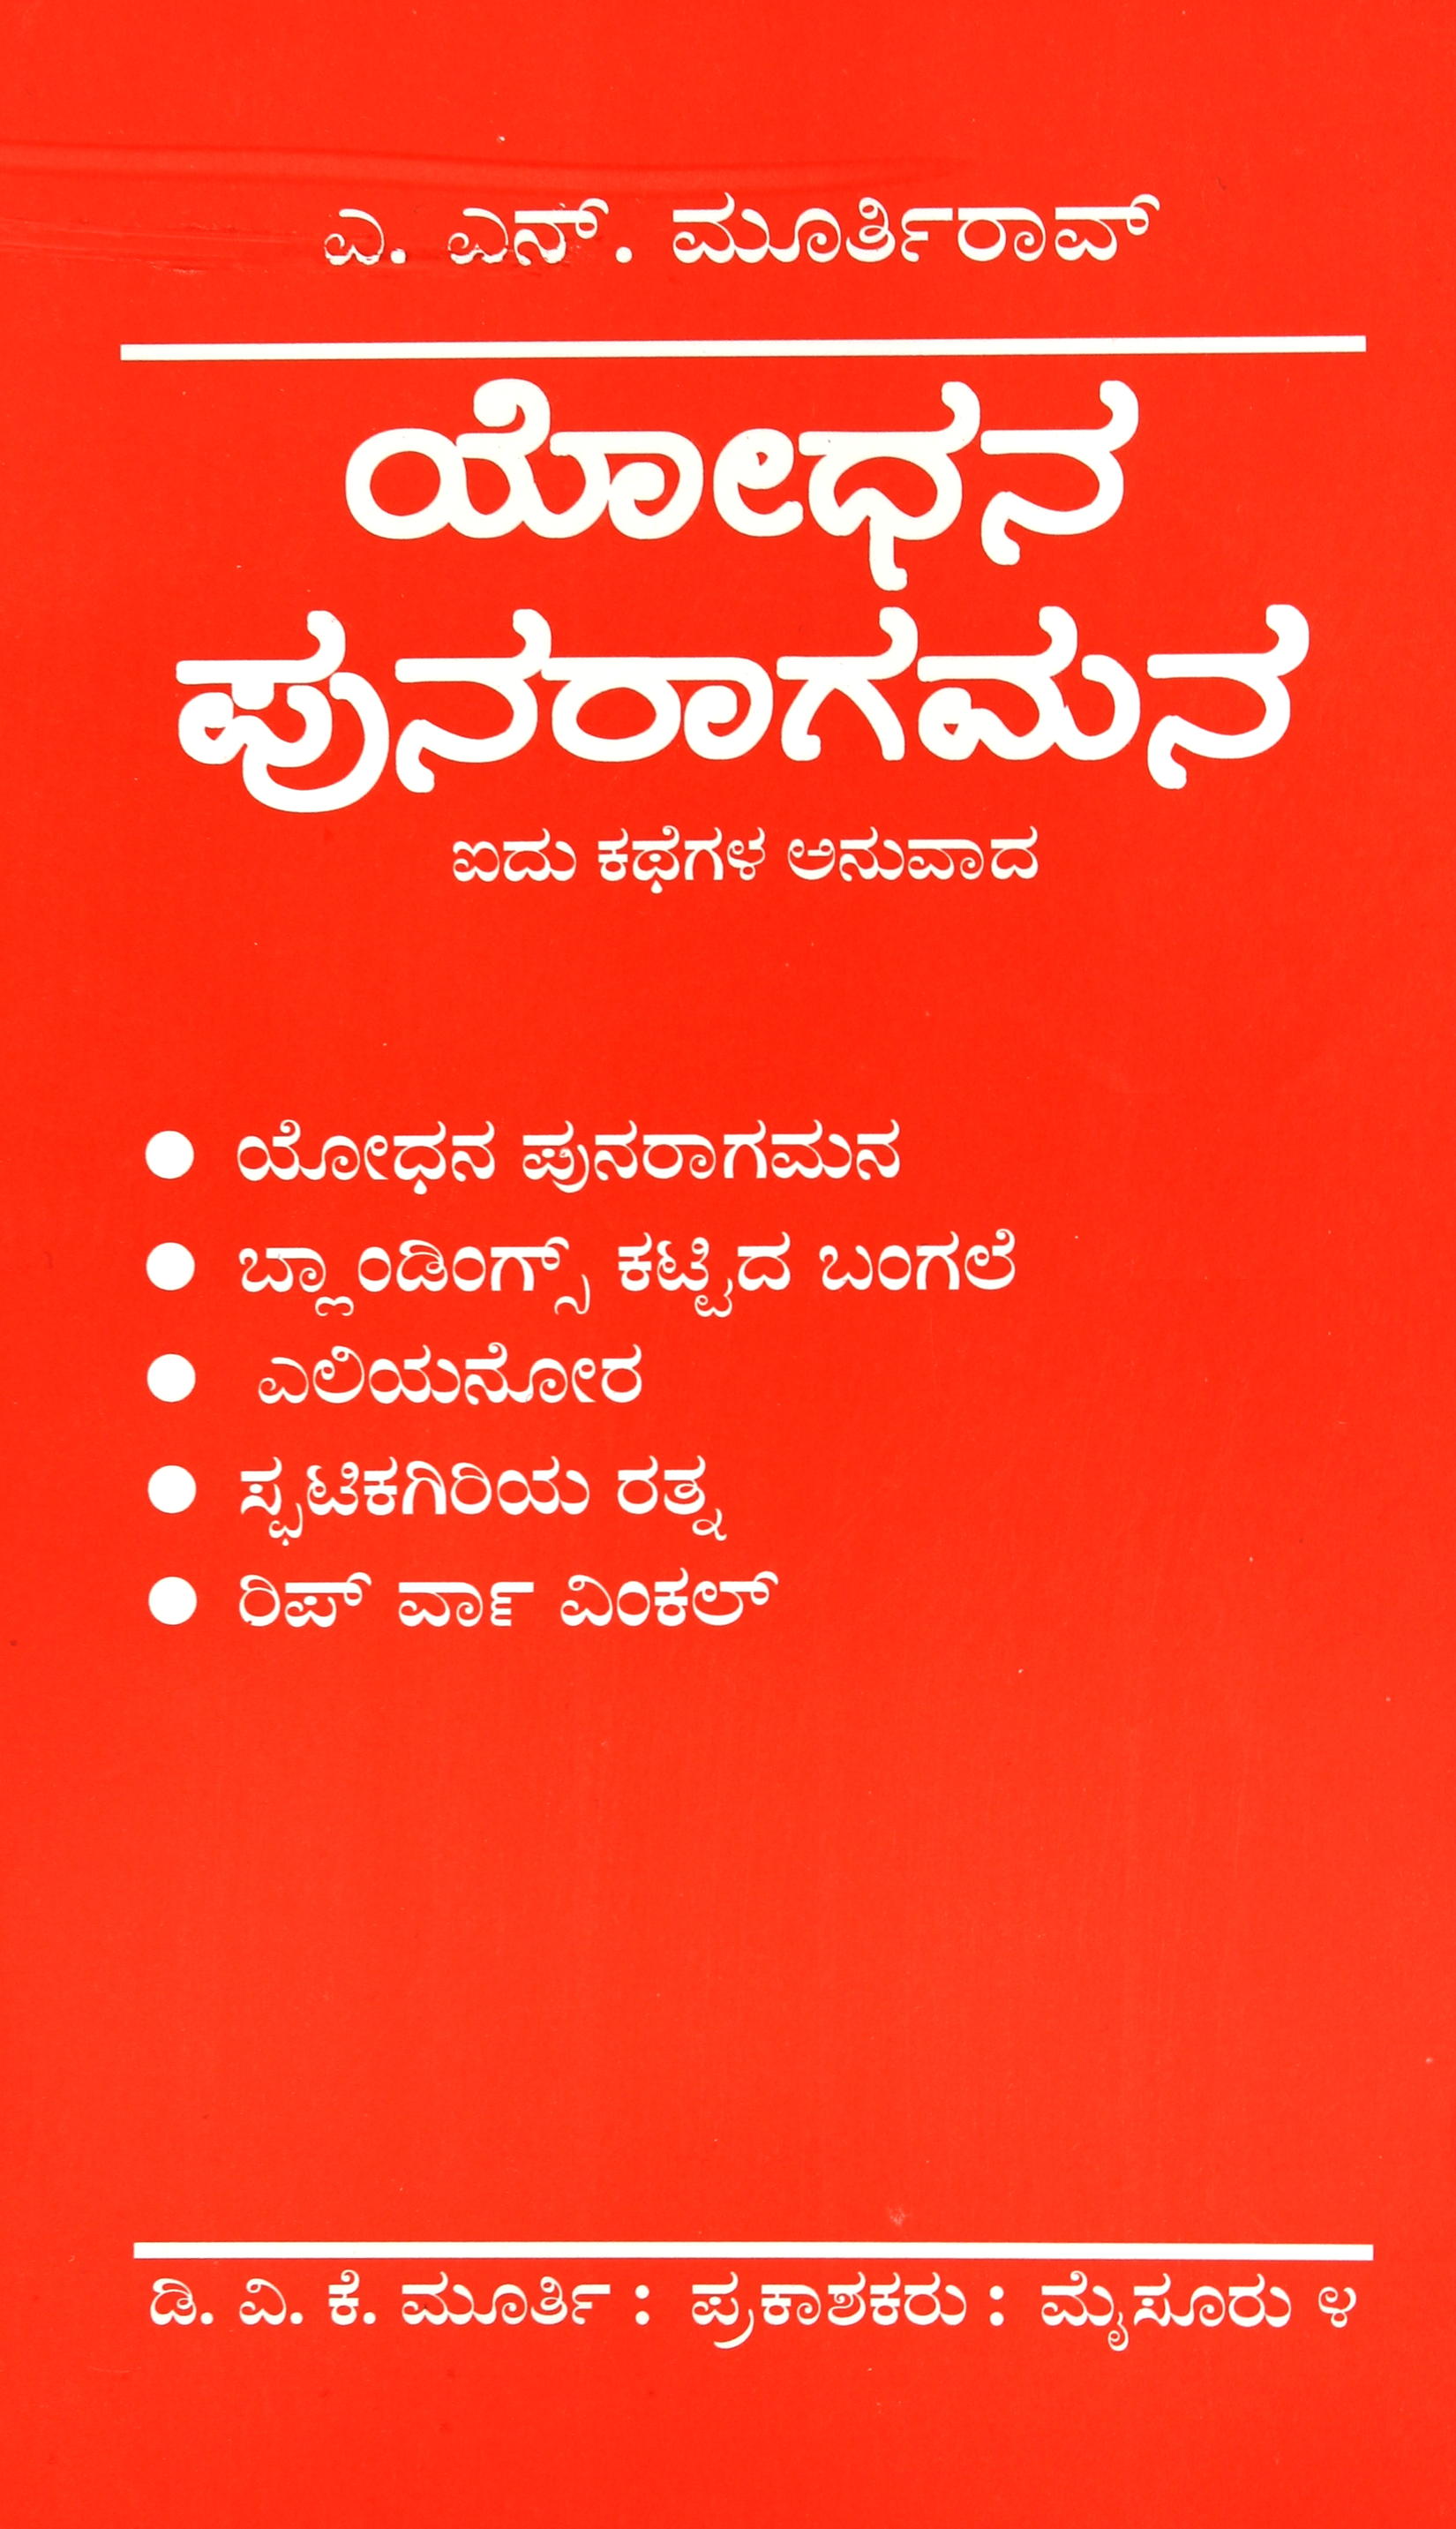 ಎ. ಎನ್. ಮೂರ್ತಿರಾವ್
ಯೋಧನ
ಪುನರಾಗಮನ
ಐದು ಕಥೆಗಳ ಅನುವಾದ
● ಯೋಧನ ಪುನರಾಗಮನ
● ಬ್ಲಾಂಡಿಂಗ್ಸ್ ಕಟ್ಟಿದ ಬಂಗಲೆ
● ಎಲಿಯನೋರ
● ಸ್ಫಟಿಕಗಿರಿಯ ರತ್ನ
● ರಿಪ್ ವಾರ್ ವಿಂಕಲ್
ಡಿ. ವಿ. ಕೆ. ಮೂರ್ತಿ : ಪ್ರಕಾಶಕರು : ಮೈಸೂರು ೪